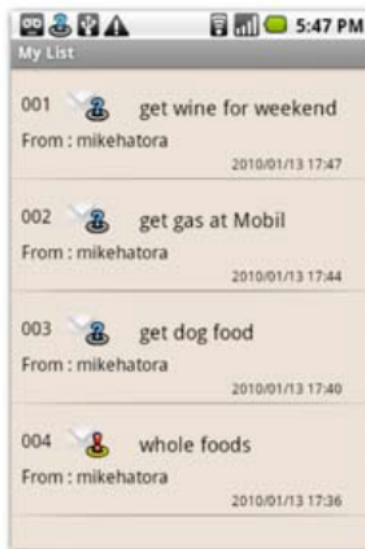 5:47 PM
My List
001 get wine for weekend
From : mikehatora
2010/01/13 17:47
002 get gas at Mobil
From : mikehatora
2010/01/13 17:44
003 get dog food
From : mikehatora
2010/01/13 17:40
004 whole foods
From : mikehatora
2010/01/13 17:36